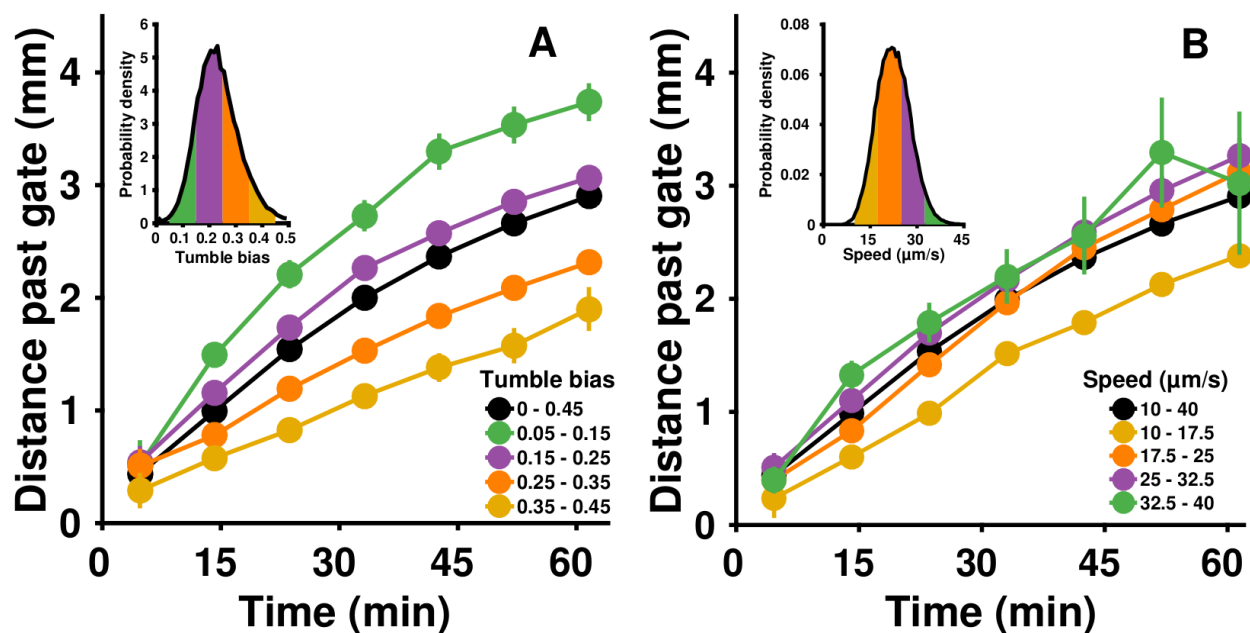 A
Distance past gate (mm)
4
3
2
1
0
0
15
30
45
60
Time (min)
Probability density
6
5
4
3
2
1
0
0
0.1
0.2
0.3
0.4
0.5
Tumble bias
Tumble bias
0 - 0.45
0.05 - 0.15
0.15 - 0.25
0.25 - 0.35
0.35 - 0.45
B
Distance past gate (mm)
4
3
2
1
0
0
15
30
45
60
Time (min)
Probability density
0.08
0.06
0.04
0.02
0
0
15
30
45
Speed (µm/s)
Speed (µm/s)
10 - 40
10 - 17.5
17.5 - 25
25 - 32.5
32.5 - 40